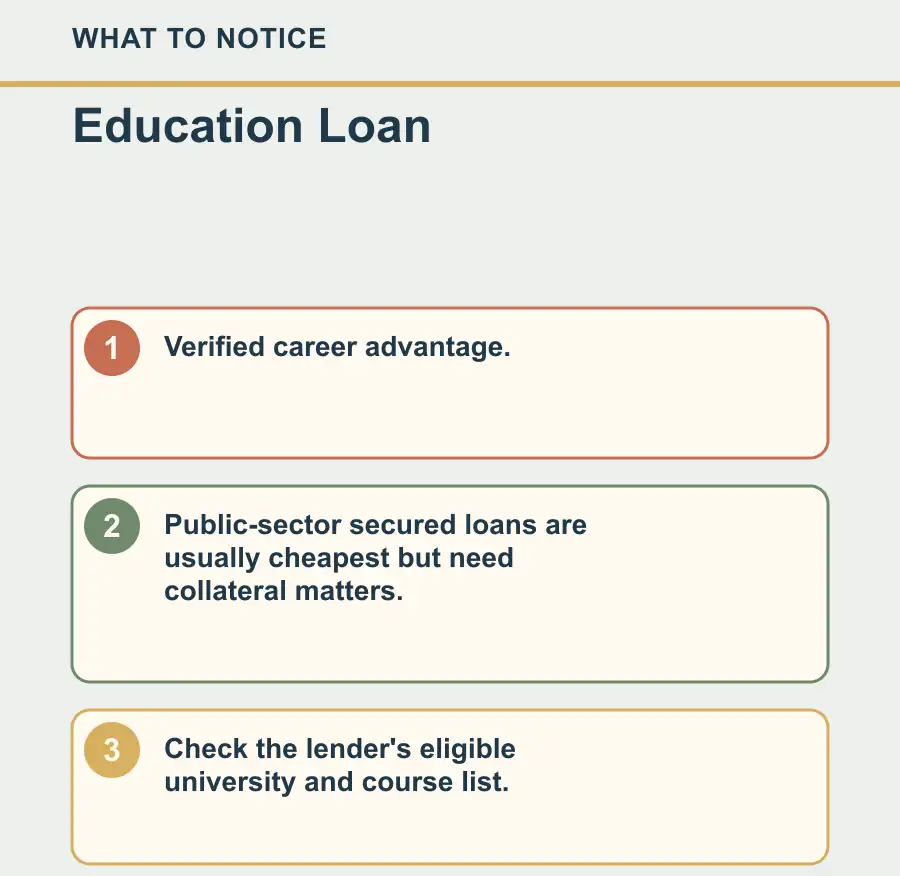 WHAT TO NOTICE
Education Loan
1
Verified career advantage.
2
Public-sector secured loans are
usually cheapest but need
collateral matters.
3
Check the lender's eligible
university and course list.